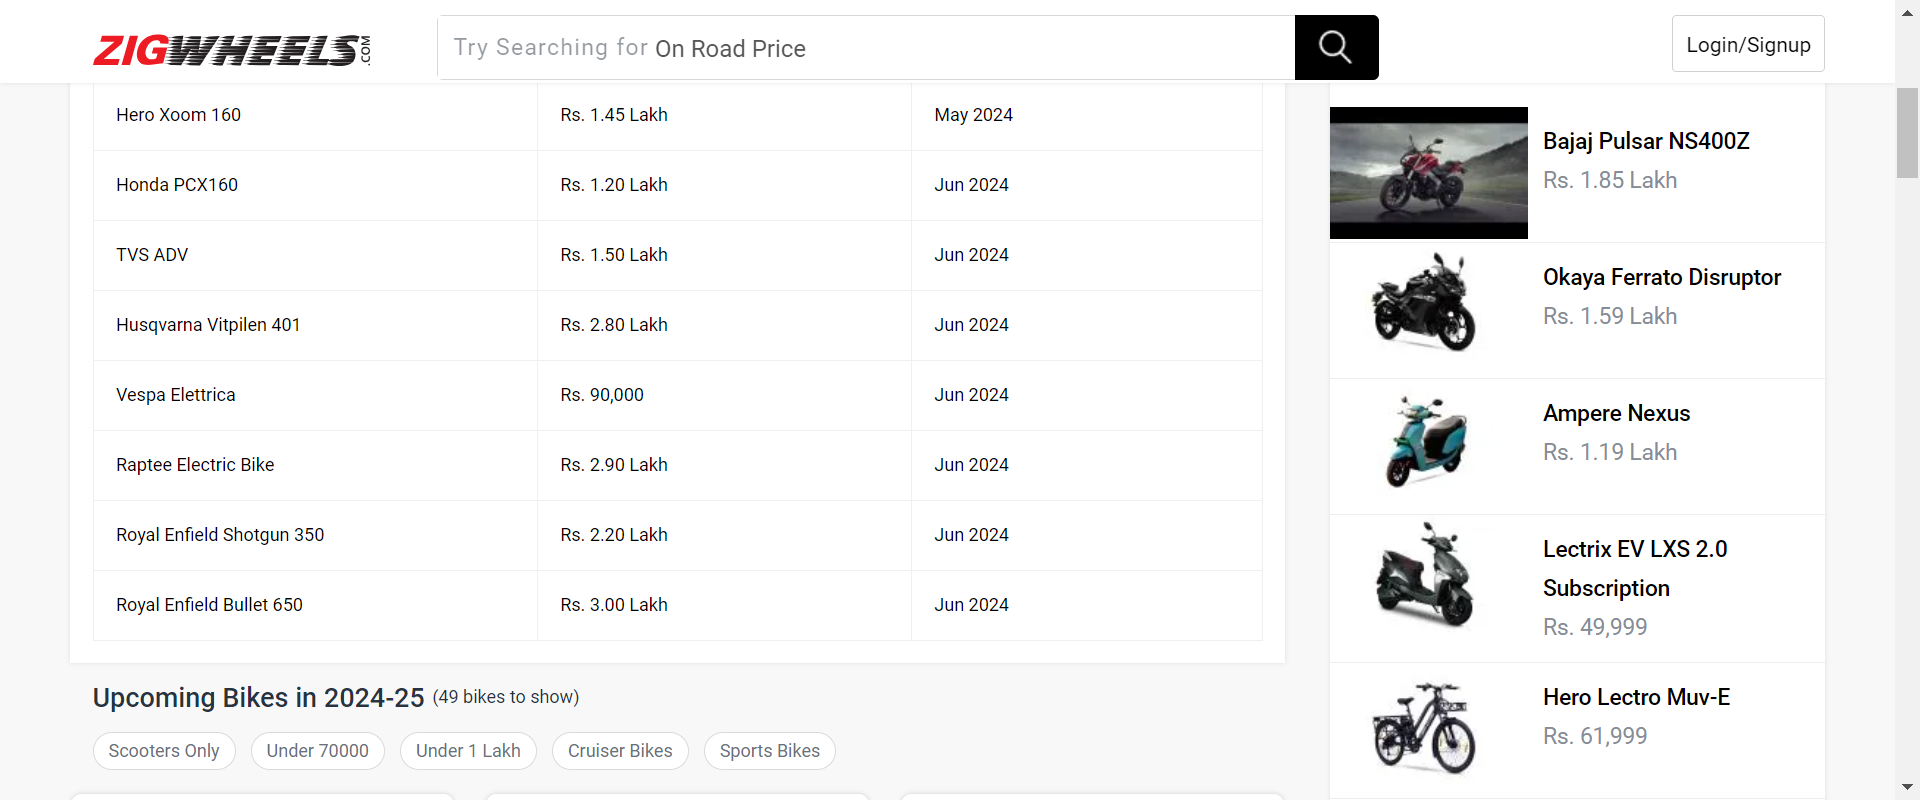 ZIGWHEELS.COM
Try Searching for On Road Price
Login/Signup
Hero Xoom 160 Rs. 1.45 Lakh May 2024
Honda PCX160 Rs. 1.20 Lakh Jun 2024
TVS ADV Rs. 1.50 Lakh Jun 2024
Husqvarna Vitpilen 401 Rs. 2.80 Lakh Jun 2024
Vespa Elettrica Rs. 90,000 Jun 2024
Raptee Electric Bike Rs. 2.90 Lakh Jun 2024
Royal Enfield Shotgun 350 Rs. 2.20 Lakh Jun 2024
Royal Enfield Bullet 650 Rs. 3.00 Lakh Jun 2024
Upcoming Bikes in 2024-25 (49 bikes to show)
Scooters Only Under 70000 Under 1 Lakh Cruiser Bikes Sports Bikes
Bajaj Pulsar NS400Z
Rs. 1.85 Lakh
Okaya Ferrato Disruptor
Rs. 1.59 Lakh
Ampere Nexus
Rs. 1.19 Lakh
Lectrix EV LXS 2.0
Subscription
Rs. 49,999
Hero Lectro Muv-E
Rs. 61,999